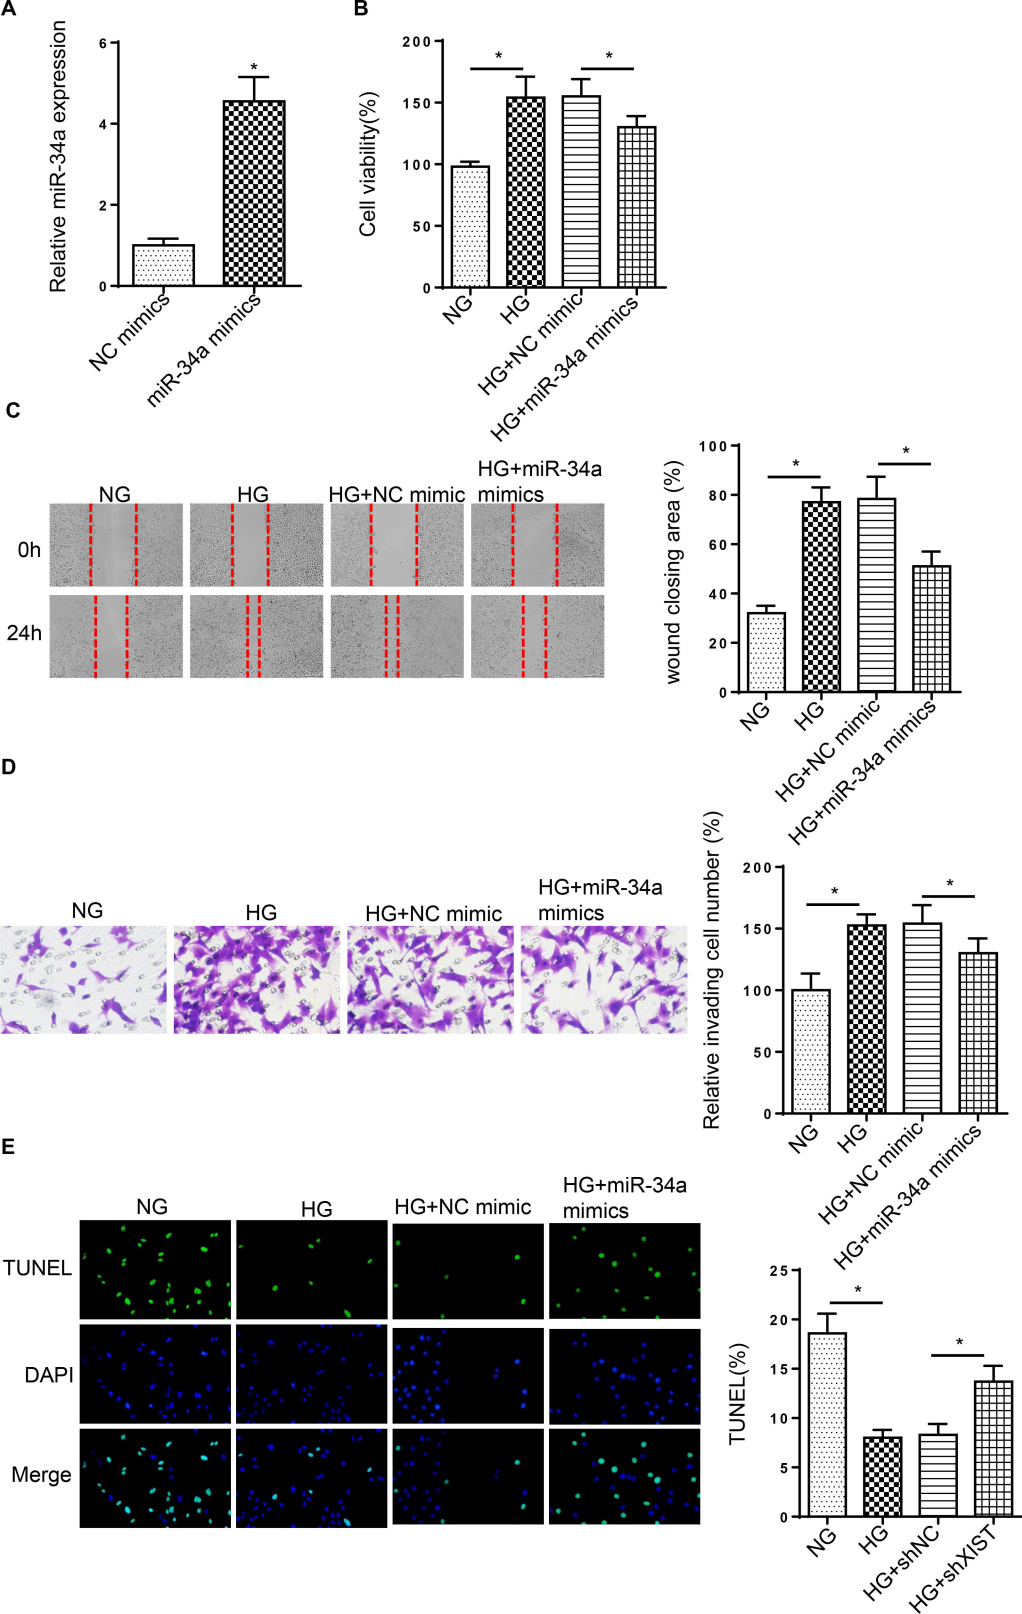 A
Relative miR-34a expression
6
4
2
0
*
NC mimics
miR-34a mimics
B
Cell viability(%)
200
150
100
50
0
*
*
NG
HG
HG+NC mimic
HG+miR-34a mimics
C
NG
HG
HG+NC mimic
HG+miR-34a
mimics
0h
24h
wound closing area (%)
100
80
60
40
20
0
*
*
NG
HG
HG+NC mimic
HG+miR-34a mimics
D
NG
HG
HG+NC mimic
HG+miR-34a
mimics
Relative invading cell number (%)
200
150
100
50
0
*
*
NG
HG
HG+NC mimic
HG+miR-34a mimics
E
NG
HG
HG+NC mimic
HG+miR-34a
mimics
TUNEL
DAPI
Merge
TUNEL(%)
25
20
15
10
5
0
*
*
NG
HG
HG+shNC
HG+shXIST